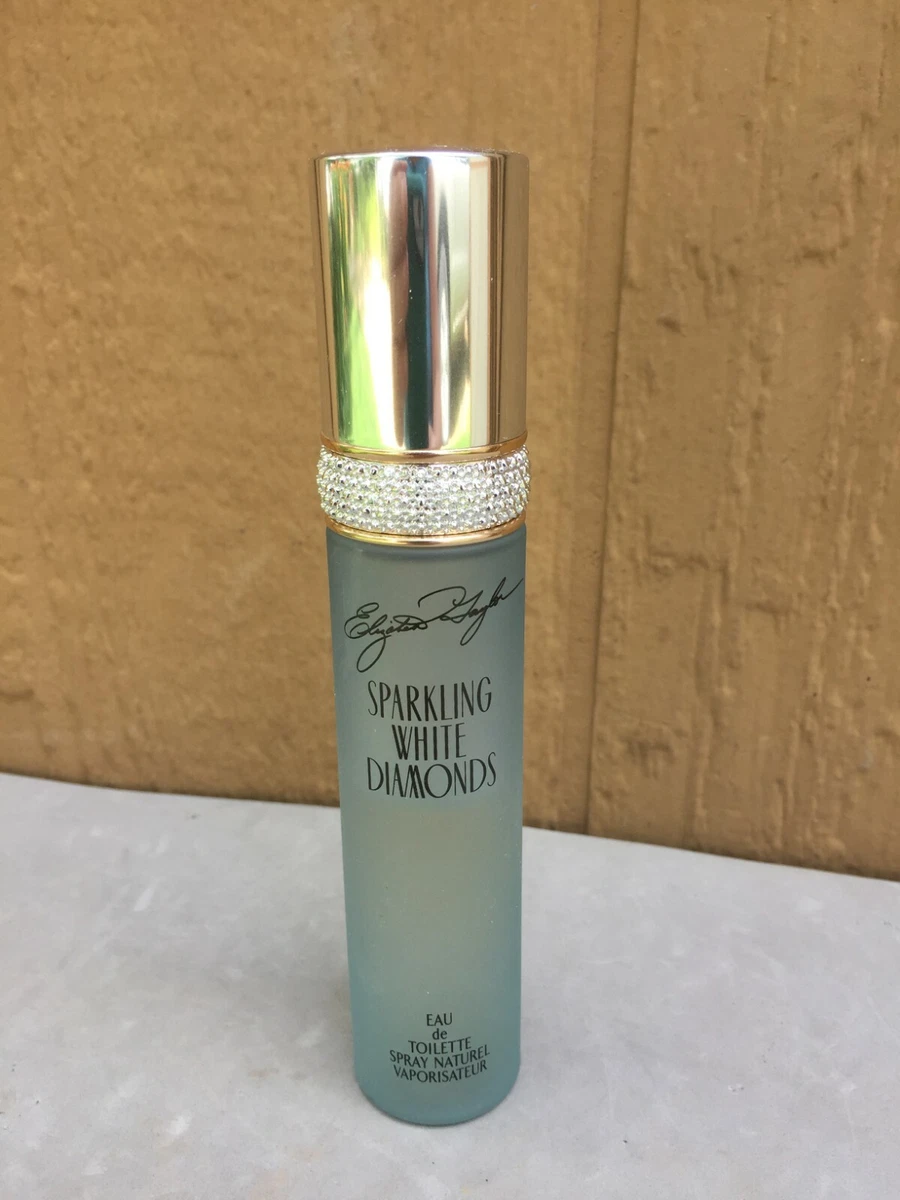 Elizabeth Taylor
SPARKLING
WHITE
DIAMONDS
EAU
de
TOILETTE
SPRAY NATUREL
VAPORISATEUR